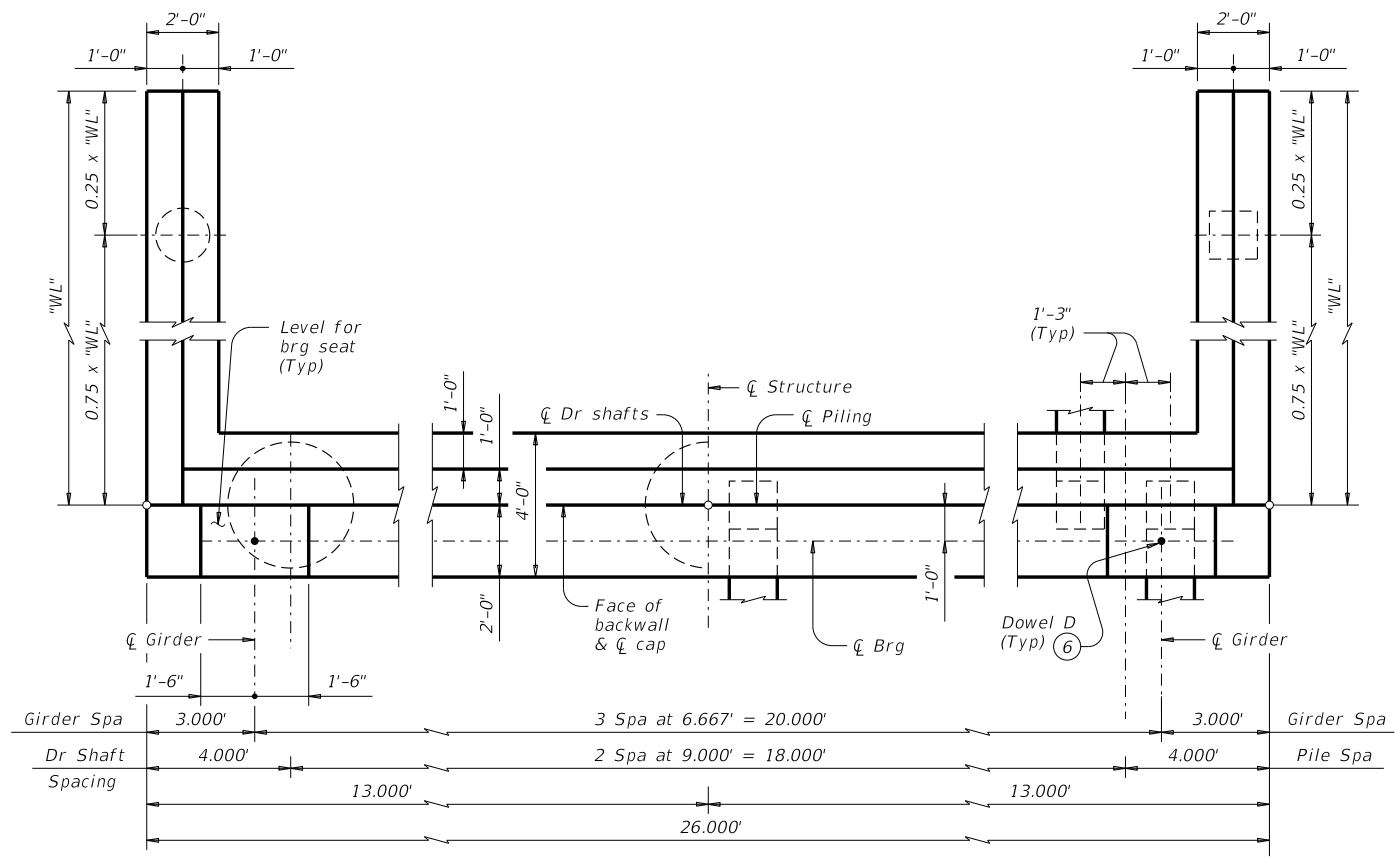 2'-0"
2'-0"
1'-0"
1'-0"
1'-0"
1'-0"
"WL"
0.25 x "WL"
0.75 x "WL"
0.25 x "WL"
0.75 x "WL"
"WL"
Level for
brg seat
(Typ)
1'-3"
(Typ)
1'-0"
1'-0"
℄ Structure
℄ Dr shafts
℄ Piling
4'-0"
2'-0"
1'-0"
Face of
backwall
& ℄ cap
℄ Brg
Dowel D
(Typ) 6
℄ Girder
℄ Girder
1'-6"
1'-6"
Girder Spa
3.000'
3 Spa at 6.667' = 20.000'
3.000'
Girder Spa
Dr Shaft
Spacing
4.000'
2 Spa at 9.000' = 18.000'
4.000'
Pile Spa
13.000'
13.000'
26.000'